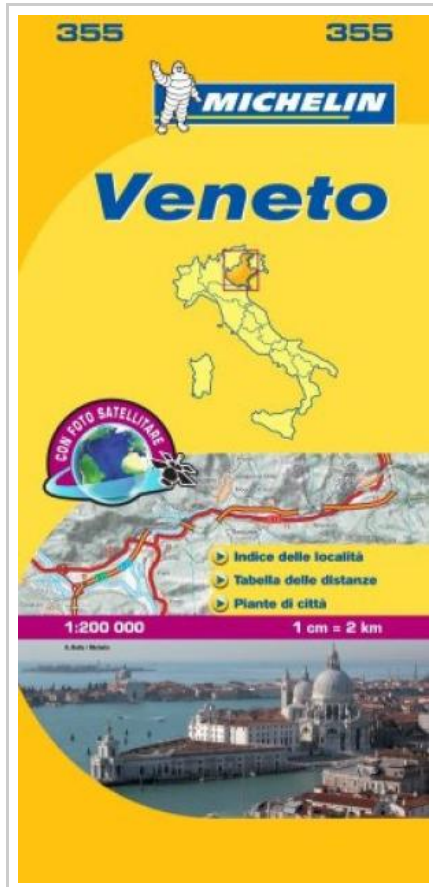 355 355
MICHELIN
Veneto
CON FOTO SATELLITARE
Indice delle località
Tabella delle distanze
Piante di città
1:200 000 1 cm = 2 km